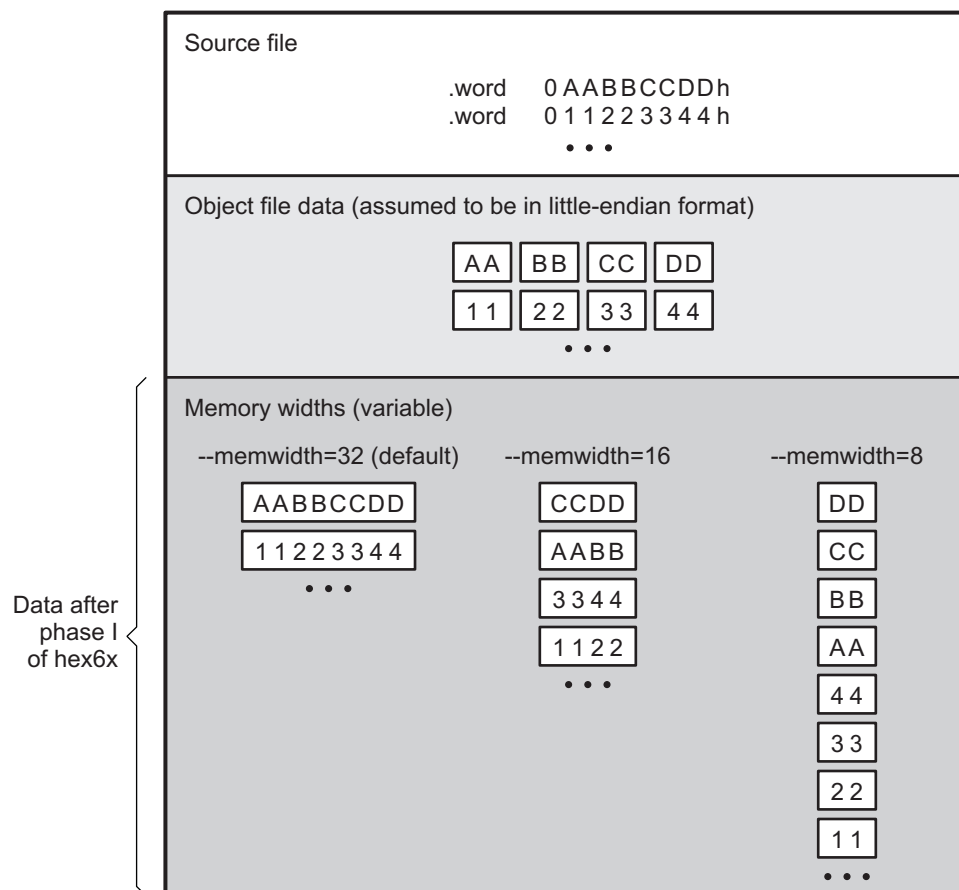 Source file
.word 0AABBCCDDh
.word 011223344h
• • •
Object file data (assumed to be in little-endian format)
AA BB CC DD
11 22 33 44
• • •
Memory widths (variable)
--memwidth=32 (default) --memwidth=16 --memwidth=8
AABBCCDD CCDD DD
11223344 AABB CC
• • • 3344 BB
1122 AA
• • • 44
33
22
11
• • •
Data after
phase I
of hex6x